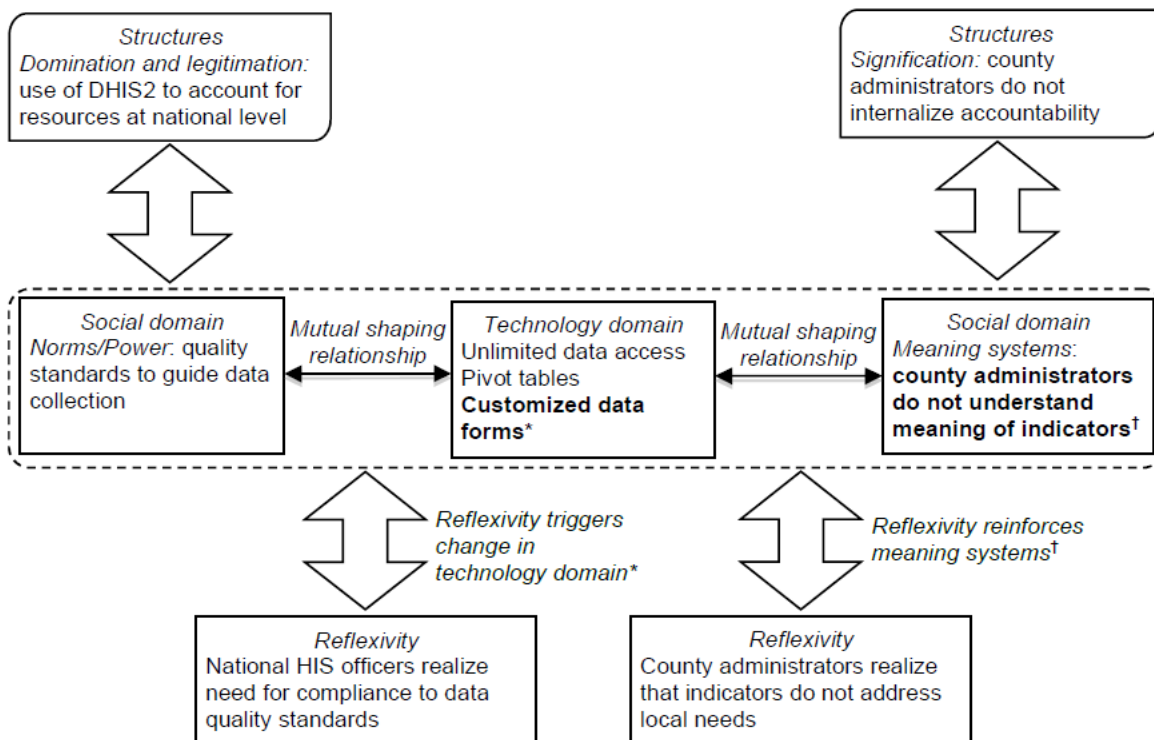 Structures
Domination and legitimation:
use of DHIS2 to account for
resources at national level
Structures
Signification: county
administrators do not
internalize accountability
Social domain
Norms/Power: quality
standards to guide data
collection
Mutual shaping
relationship
Technology domain
Unlimited data access
Pivot tables
Customized data
forms*
Mutual shaping
relationship
Social domain
Meaning systems:
county administrators
do not understand
meaning of indicators†
Reflexivity triggers
change in
technology domain*
Reflexivity reinforces
meaning systems†
Reflexivity
National HIS officers realize
need for compliance to data
quality standards
Reflexivity
County administrators realize
that indicators do not address
local needs